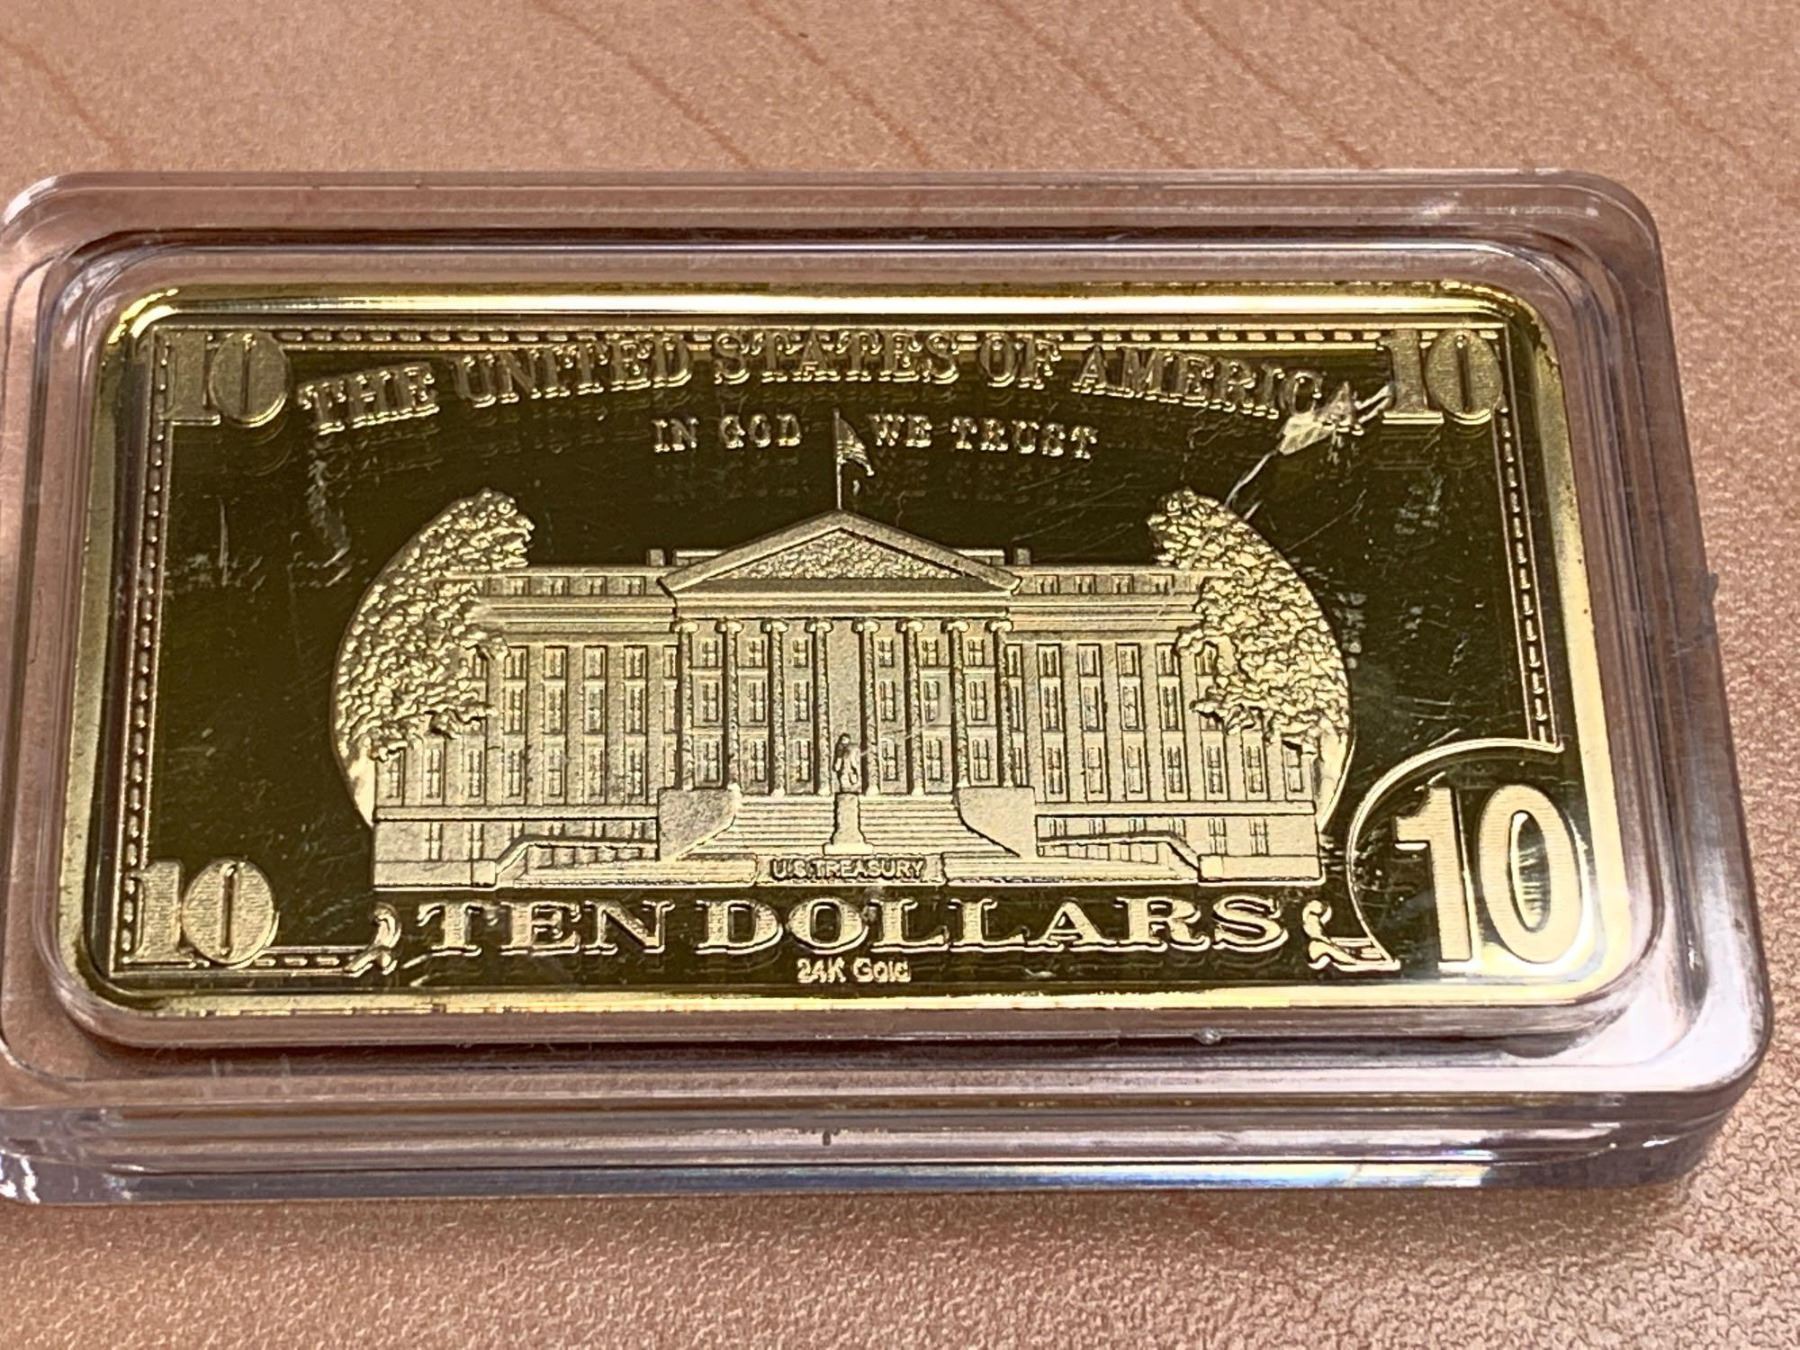 10 THE UNITED STATES OF AMERICA 10
IN GOD WE TRUST
U.S. TREASURY
10 TEN DOLLARS 10
24K Gold